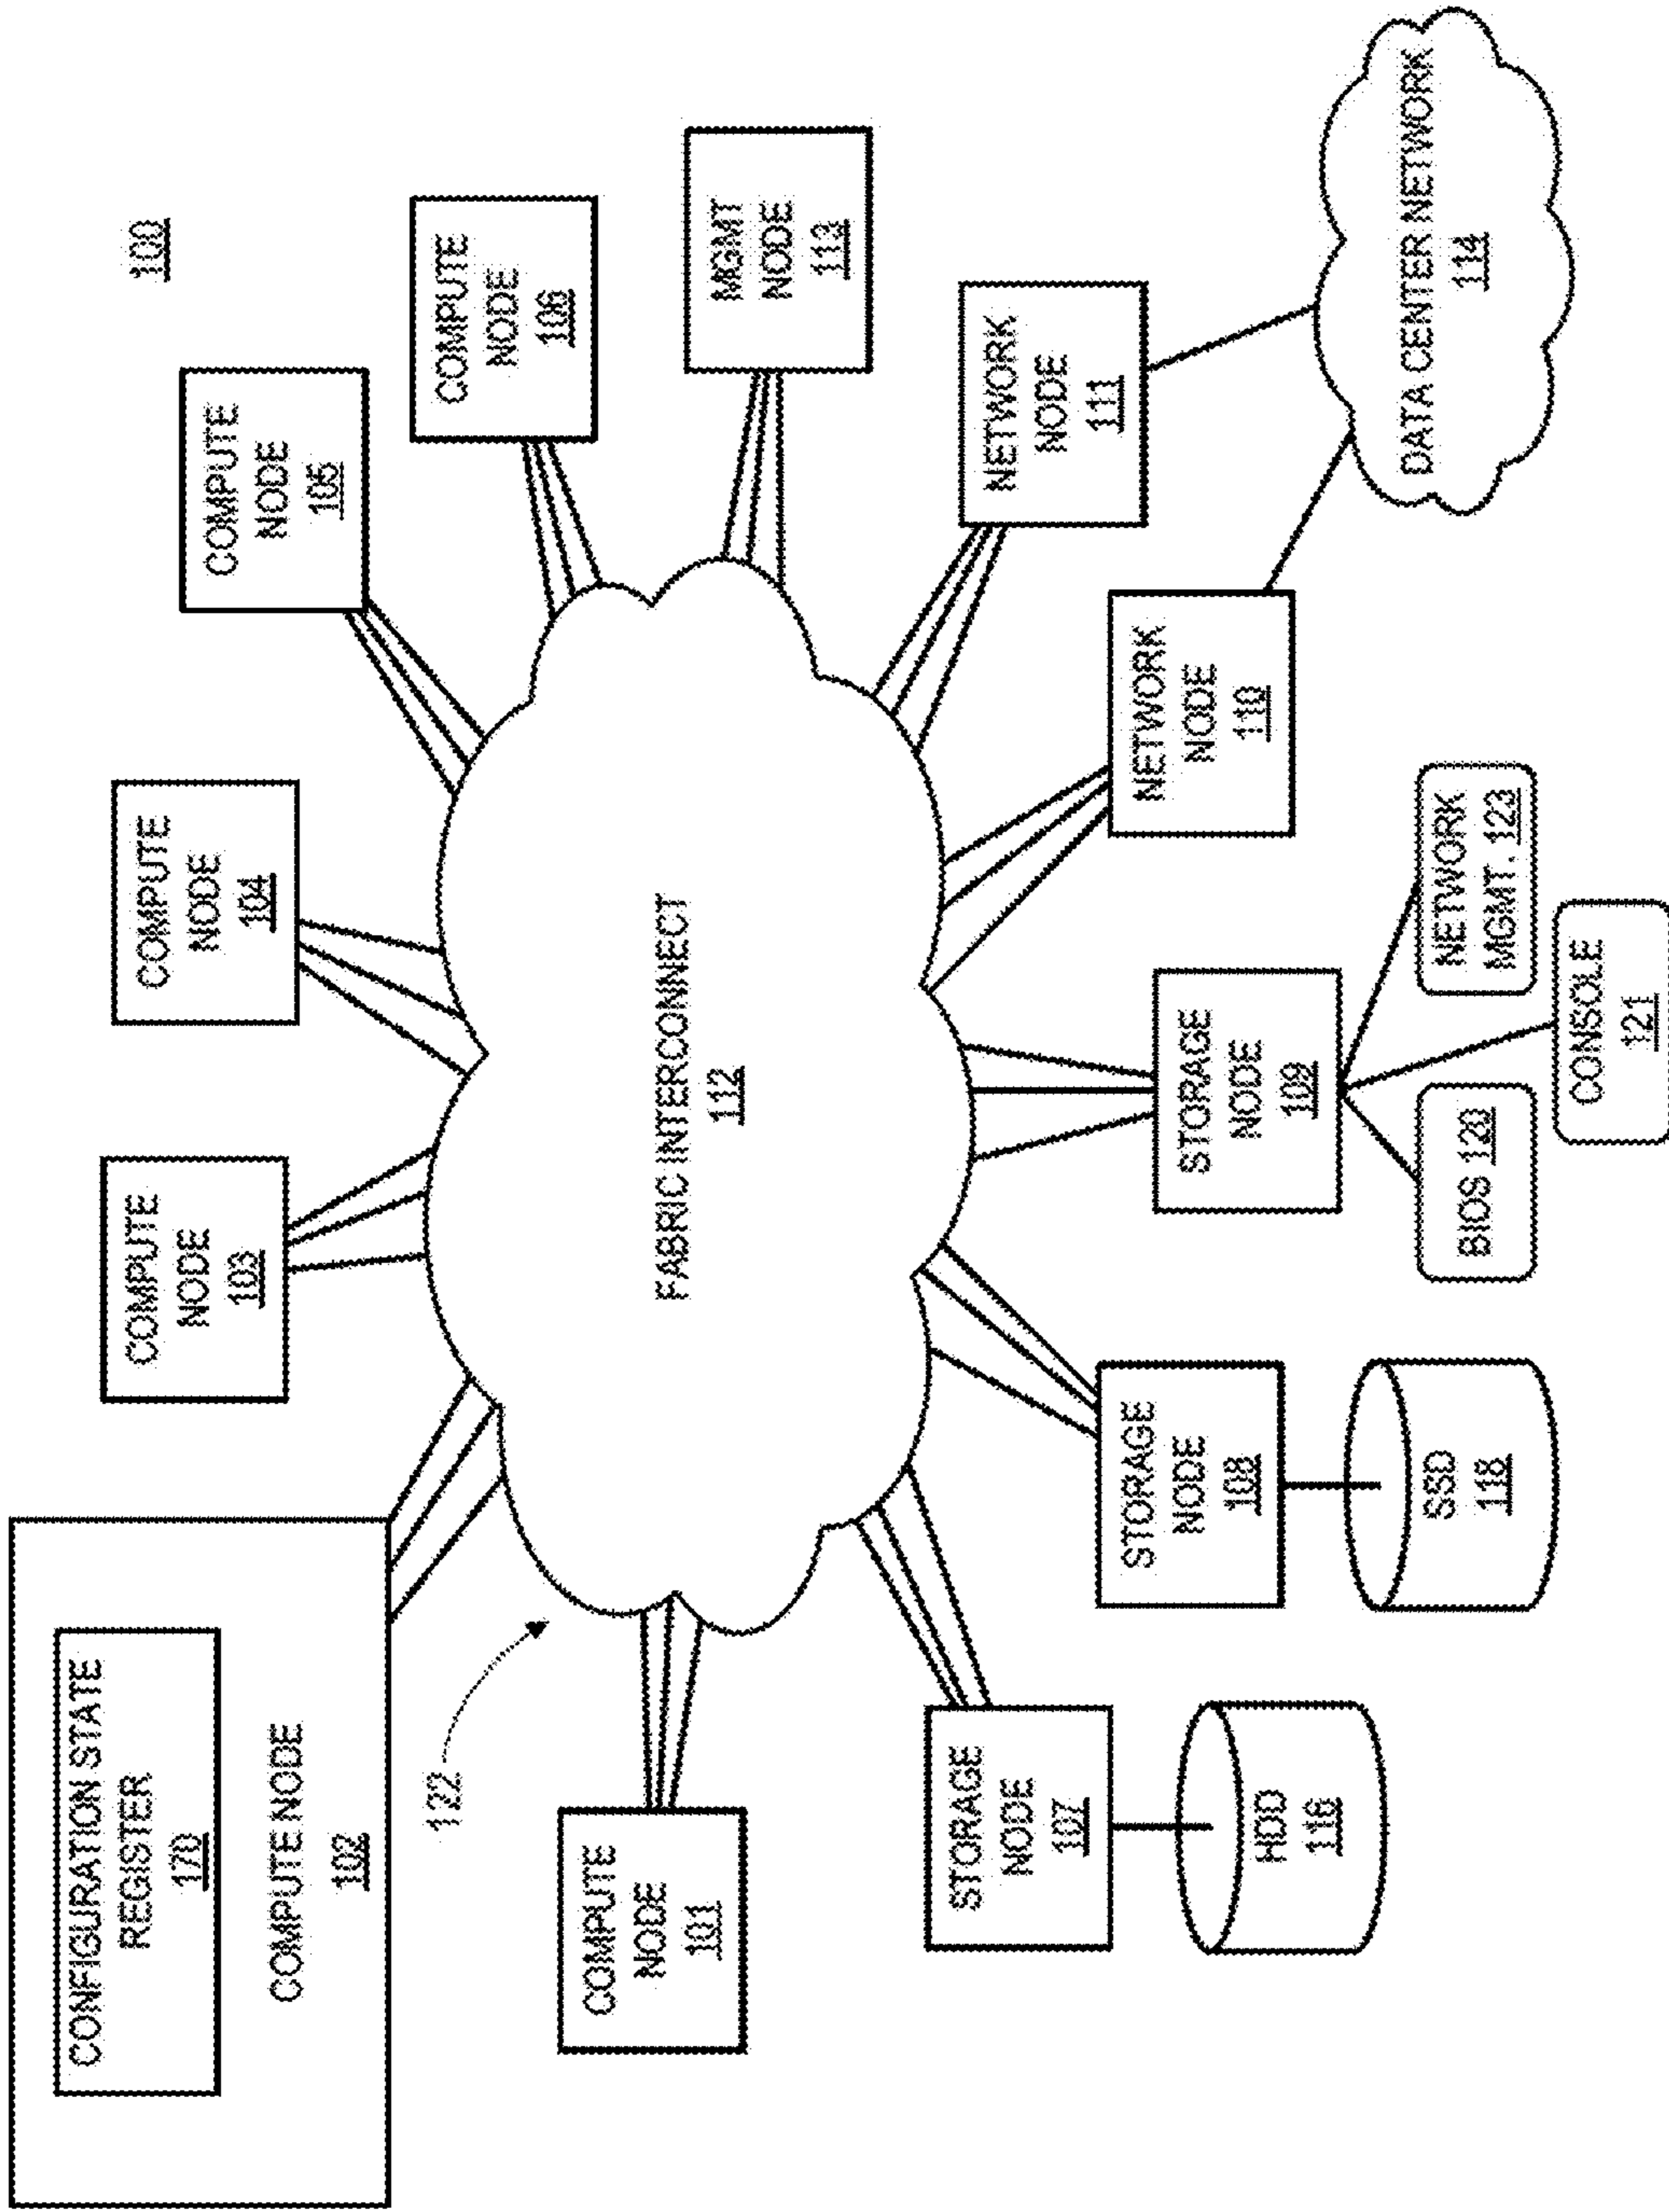 100
CONFIGURATION STATE
REGISTER
170
COMPUTE NODE
102
COMPUTE
NODE
103
COMPUTE
NODE
104
COMPUTE
NODE
105
COMPUTE
NODE
106
MGMT
NODE
113
122
COMPUTE
NODE
101
FABRIC INTERCONNECT
112
STORAGE
NODE
107
HDD
116
STORAGE
NODE
108
SSD
118
STORAGE
NODE
109
BIOS 120
CONSOLE
121
NETWORK
MGMT. 123
NETWORK
NODE
110
NETWORK
NODE
111
DATA CENTER NETWORK
114